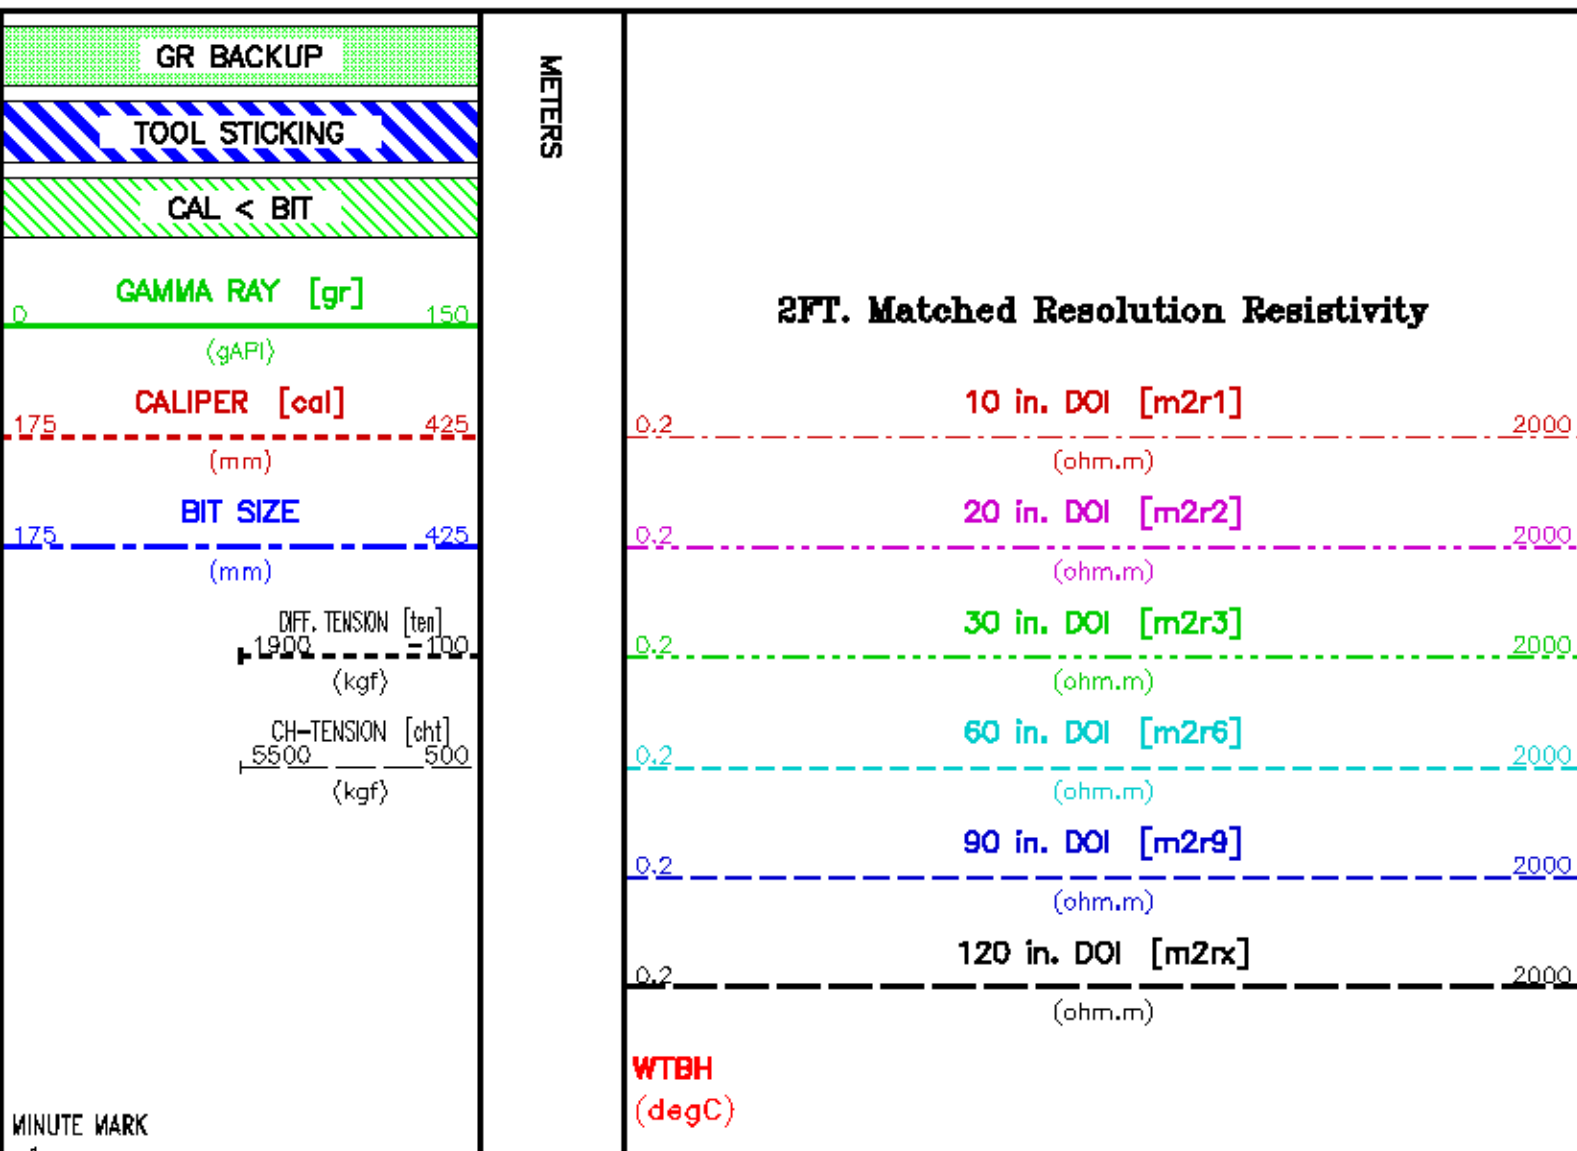 GR BACKUP
TOOL STICKING
CAL < BIT
GAMMA RAY [gr]
0 150
(gAPI)
CALIPER [cal]
175 425
(mm)
BIT SIZE
175 425
(mm)
DIFF. TENSION [ten]
1900 -100
(kgf)
CH-TENSION [cht]
5500 500
(kgf)
MINUTE MARK
METERS
2FT. Matched Resolution Resistivity
10 in. DOI [m2r1]
0.2 2000
(ohm.m)
20 in. DOI [m2r2]
0.2 2000
(ohm.m)
30 in. DOI [m2r3]
0.2 2000
(ohm.m)
60 in. DOI [m2r6]
0.2 2000
(ohm.m)
90 in. DOI [m2r9]
0.2 2000
(ohm.m)
120 in. DOI [m2rx]
0.2 2000
(ohm.m)
WTBH
(degC)